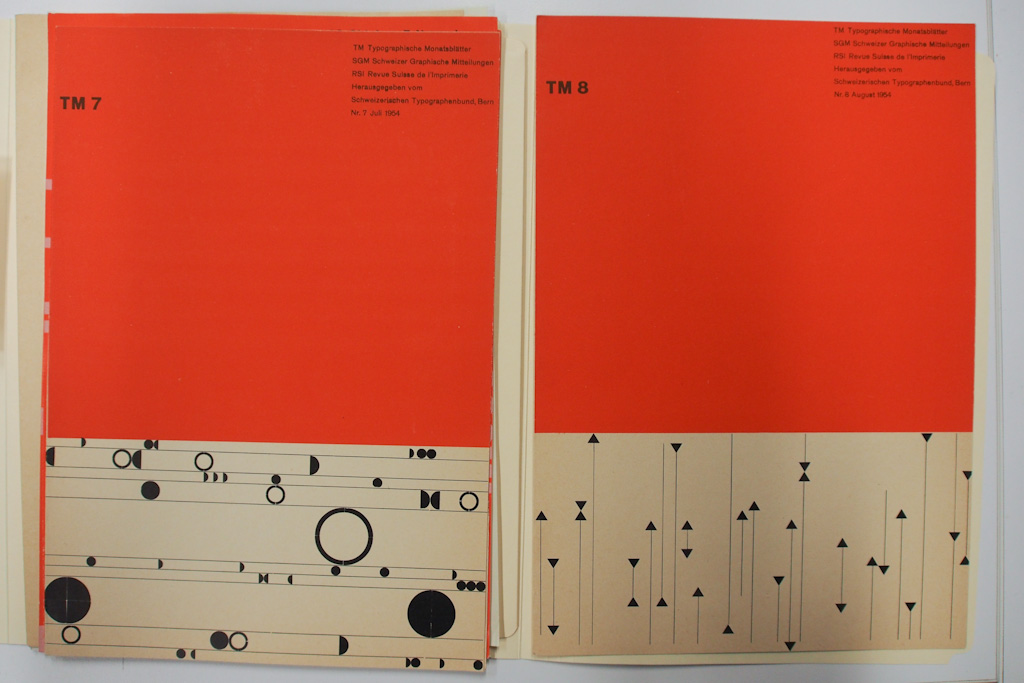 TM 7
TM Typographische Monatsblätter
SGM Schweizer Graphische Mitteilungen
RSI Revue Suisse de l'Imprimerie
Herausgegeben vom
Schweizerischen Typographenbund, Bern
Nr. 7 Juli 1954
TM 8
TM Typographische Monatsblätter
SGM Schweizer Graphische Mitteilungen
RSI Revue Suisse de l'Imprimerie
Herausgegeben vom
Schweizerischen Typographenbund, Bern
Nr. 8 August 1954